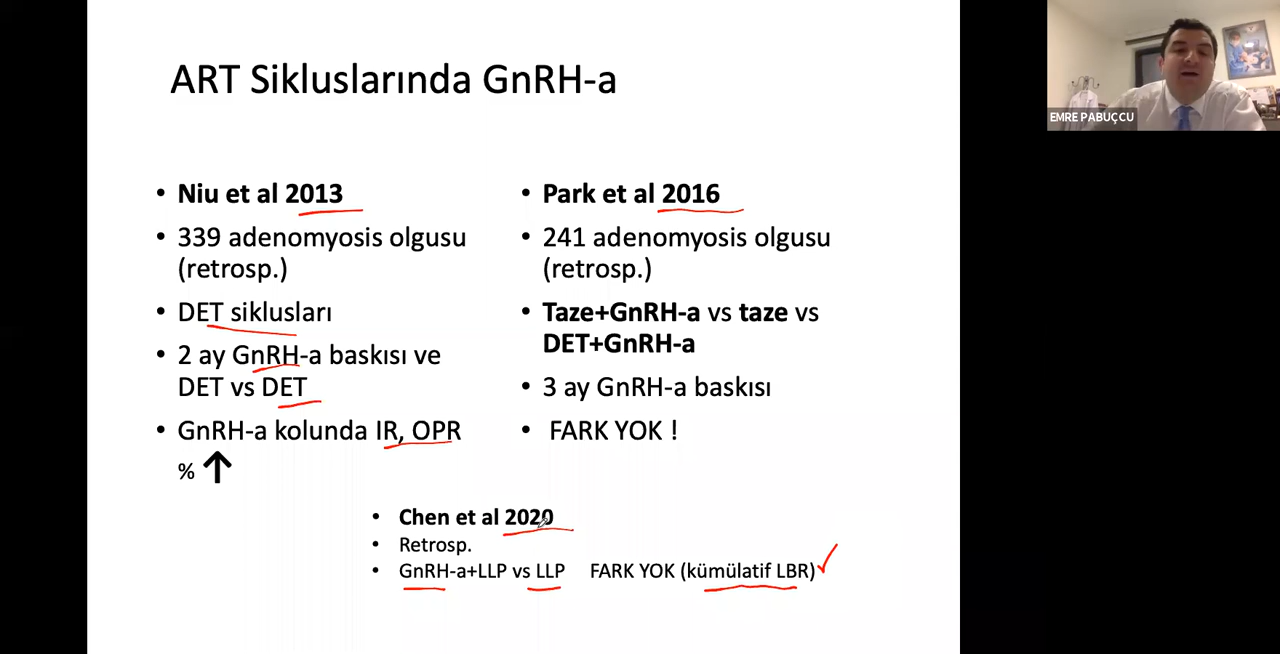 ART Sikluslarında GnRH-a
EMRE PABUÇCU
• Niu et al 2013
• 339 adenomyosis olgusu
(retrosp.)
• DET siklusları
• 2 ay GnRH-a baskısı ve
DET vs DET
• GnRH-a kolunda IR, OPR
% ↑
• Park et al 2016
• 241 adenomyosis olgusu
(retrosp.)
• Taze+GnRH-a vs taze vs
DET+GnRH-a
• 3 ay GnRH-a baskısı
• FARK YOK !
• Chen et al 2020
• Retrosp.
• GnRH-a+LLP vs LLP FARK YOK (kümülatif LBR)